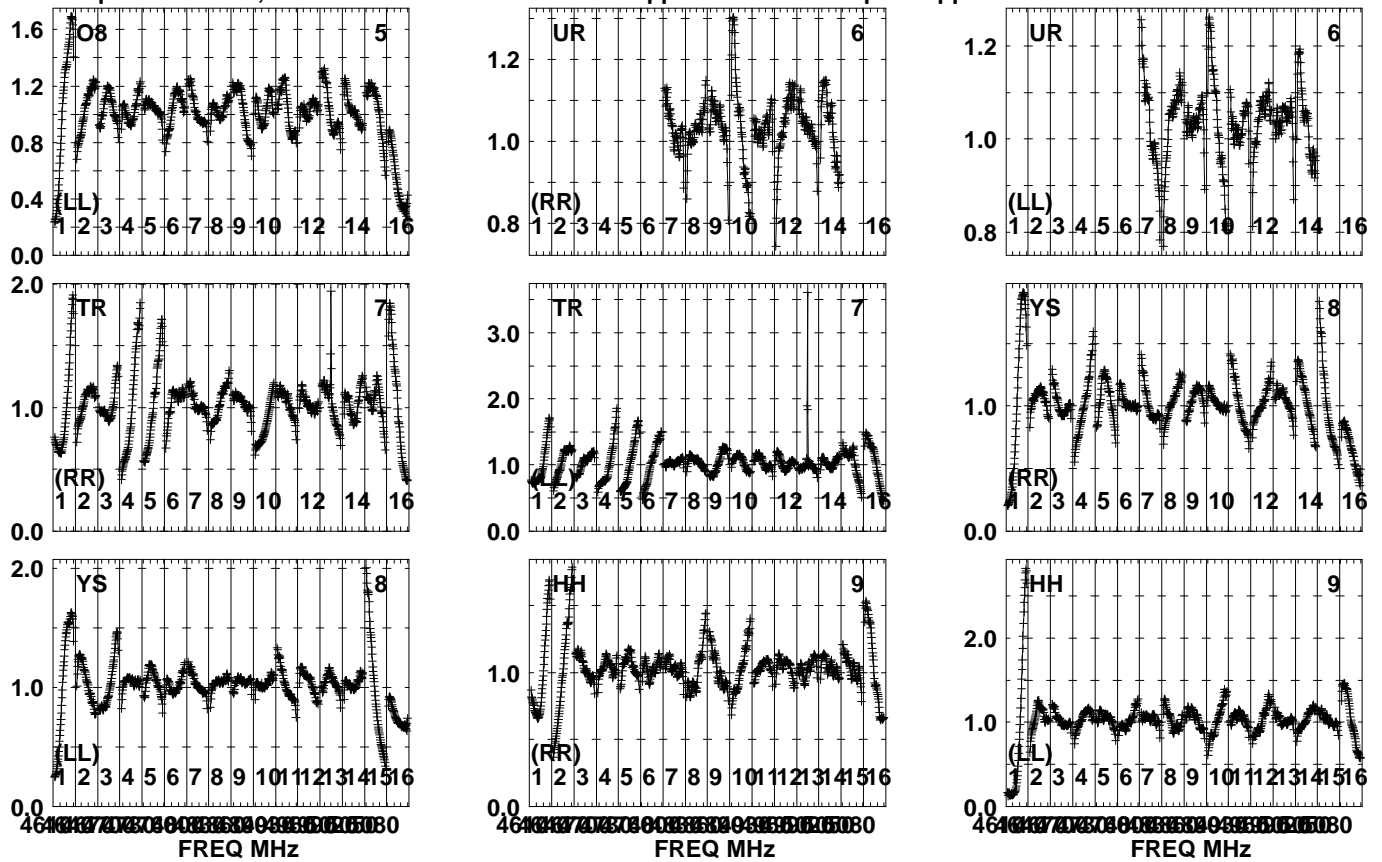 1.6
1.2
0.8
0.4
0.0
O8
5
(LL)
1 2 3 4 5 6 7 8 9 10 12 14 16
1.2
1.0
0.8
UR
6
(RR)
1 2 3 4 5 6 7 8 9 10 12 14 16
1.2
1.0
0.8
UR
6
(LL)
1 2 3 4 5 6 7 8 9 10 12 14 16
2.0
1.0
0.0
TR
7
(RR)
1 2 3 4 5 6 7 8 9 10 12 14 16
3.0
2.0
1.0
0.0
TR
7
(LL)
1 2 3 4 5 6 7 8 9 10 12 14 16
1.0
0.0
YS
8
(RR)
1 2 3 4 5 6 7 8 9 10 12 14 16
2.0
1.0
0.0
YS
8
(LL)
1 2 3 4 5 6 7 8 9 10 11 12 13 15 16
FREQ MHz
1.0
0.0
HH
9
(RR)
1 2 3 4 5 6 7 8 9 10 11 12 13 14 15 16
FREQ MHz
2.0
1.0
0.0
HH
9
(LL)
1 2 3 4 5 6 7 8 9 10 11 12 13 14 15 16
FREQ MHz